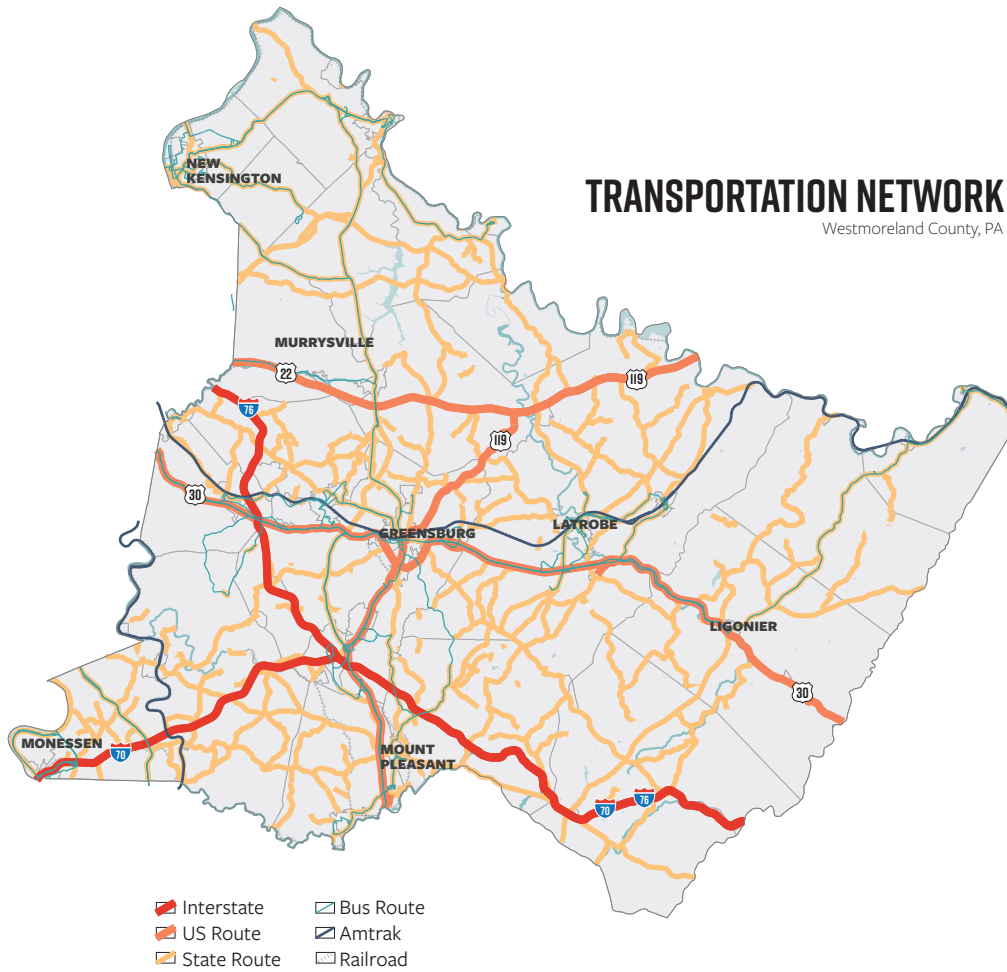 TRANSPORTATION NETWORK
Westmoreland County, PA
NEW
KENSINGTON
MURRYSVILLE
22
119
76
119
30
GREENSBURG
LATROBE
LIGONIER
30
MONESSEN
70
MOUNT
PLEASANT
70
76
Interstate
US Route
State Route
Bus Route
Amtrak
Railroad